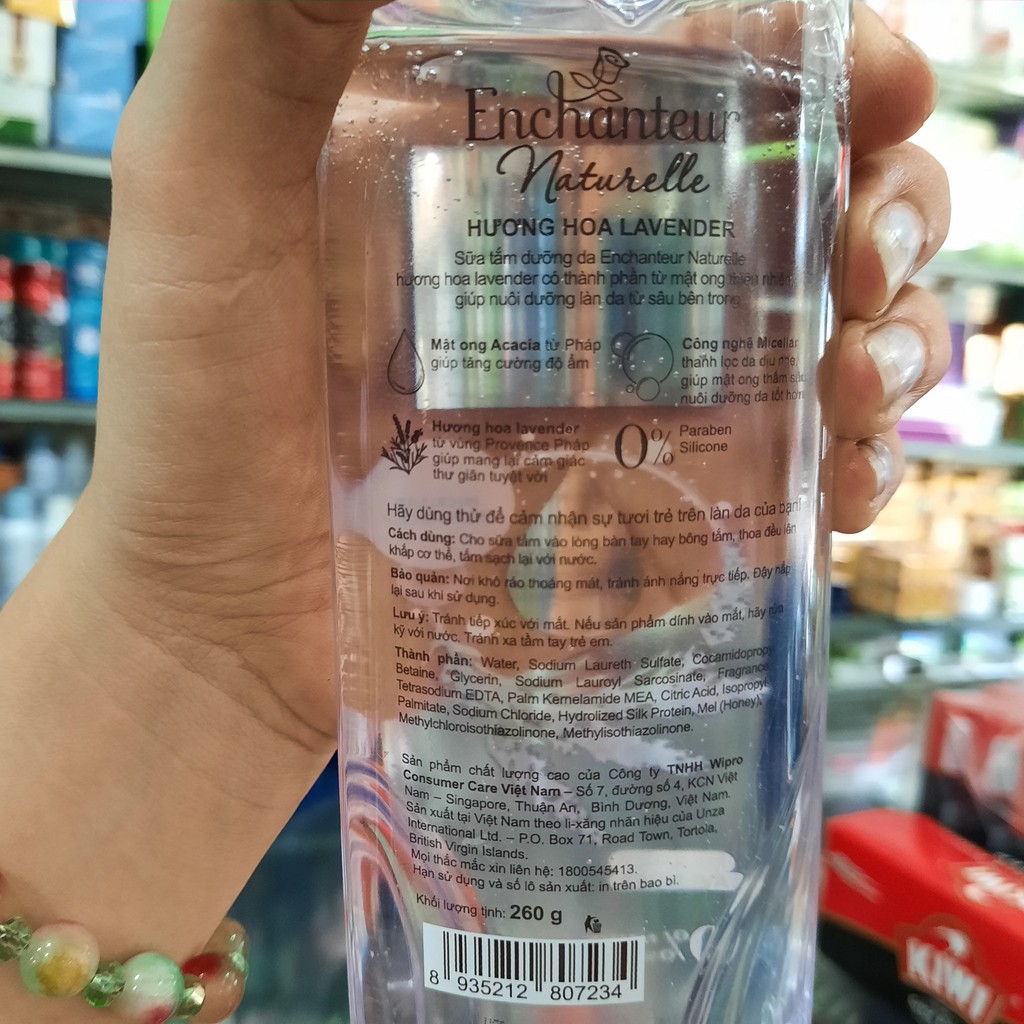 Enchanteur
Naturelle
HƯƠNG HOA LAVENDER
Sữa tắm dưỡng da Enchanteur Naturelle
hương hoa lavender có thành phần từ mật ong thiên nhiên
giúp nuôi dưỡng làn da từ sâu bên trong
Mật ong Acacia từ Pháp
giúp tăng cường độ ẩm
Công nghệ Micellar
thanh lọc da dịu nhẹ,
giúp mật ong thấm sâu
nuôi dưỡng da tốt hơn
Hương hoa lavender
từ vùng Provence Pháp
giúp mang lại cảm giác
thư giãn tuyệt vời
0% Paraben
Silicone
Hãy dùng thử để cảm nhận sự tươi trẻ trên làn da của bạn!
Cách dùng: Cho sữa tắm vào lòng bàn tay hay bông tắm, thoa đều lên
khắp cơ thể, tắm sạch lại với nước.
Bảo quản: Nơi khô ráo thoáng mát, tránh ánh nắng trực tiếp. Đậy nắp
lại sau khi sử dụng.
Lưu ý: Tránh tiếp xúc với mắt. Nếu sản phẩm dính vào mắt, hãy rửa
kỹ với nước. Tránh xa tầm tay trẻ em.
Thành phần: Water, Sodium Laureth Sulfate, Cocamidopropyl
Betaine, Glycerin, Sodium Lauroyl Sarcosinate, Fragrance
Tetrasodium EDTA, Palm Kernelamide MEA, Citric Acid, Isopropyl
Palmitate, Sodium Chloride, Hydrolized Silk Protein, Mel (Honey),
Methylchloroisothiazolinone, Methylisothiazolinone.
Sản phẩm chất lượng cao của Công ty TNHH Wipro
Consumer Care Việt Nam – Số 7, đường số 4, KCN Việt
Nam – Singapore, Thuận An, Bình Dương, Việt Nam.
Sản xuất tại Việt Nam theo li-xăng nhãn hiệu của Unza
International Ltd. – P.O. Box 71, Road Town, Tortola,
British Virgin Islands.
Mọi thắc mắc xin liên hệ: 1800545413.
Hạn sử dụng và số lô sản xuất: in trên bao bì.
Khối lượng tịnh: 260 g
8 935212 807234
KIWI